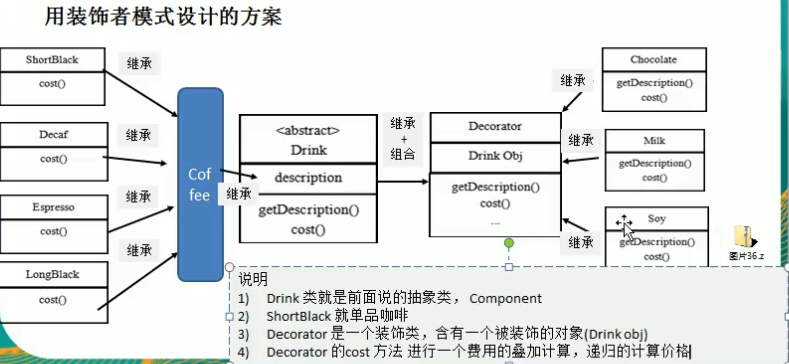 用装饰者模式设计的方案
ShortBlack
cost()
继承
Decaf
cost()
继承
Espresso
cost()
继承
LongBlack
cost()
继承
Cof
fee
继承
<abstract>
Drink
description
getDescription()
cost()
继承
+
组合
Decorator
Drink Obj
getDescription()
cost()
...
继承
Chocolate
getDescription()
cost()
继承
Milk
getDescription()
cost()
继承
Soy
getDescription()
cost()
图片36.z
说明
1) Drink 类就是前面说的抽象类， Component
2) ShortBlack 就单品咖啡
3) Decorator 是一个装饰类，含有一个被装饰的对象(Drink obj)
4) Decorator 的cost 方法 进行一个费用的叠加计算，递归的计算价格